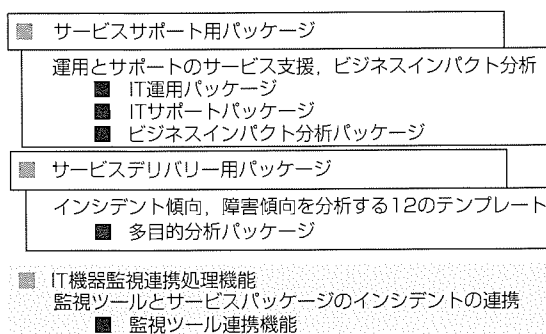 サービスサポート用パッケージ
運用とサポートのサービス支援，ビジネスインパクト分析
IT運用パッケージ
ITサポートパッケージ
ビジネスインパクト分析パッケージ
サービスデリバリー用パッケージ
インシデント傾向，障害傾向を分析する12のテンプレート
多目的分析パッケージ
IT機器監視連携処理機能
監視ツールとサービスパッケージのインシデントの連携
監視ツール連携機能